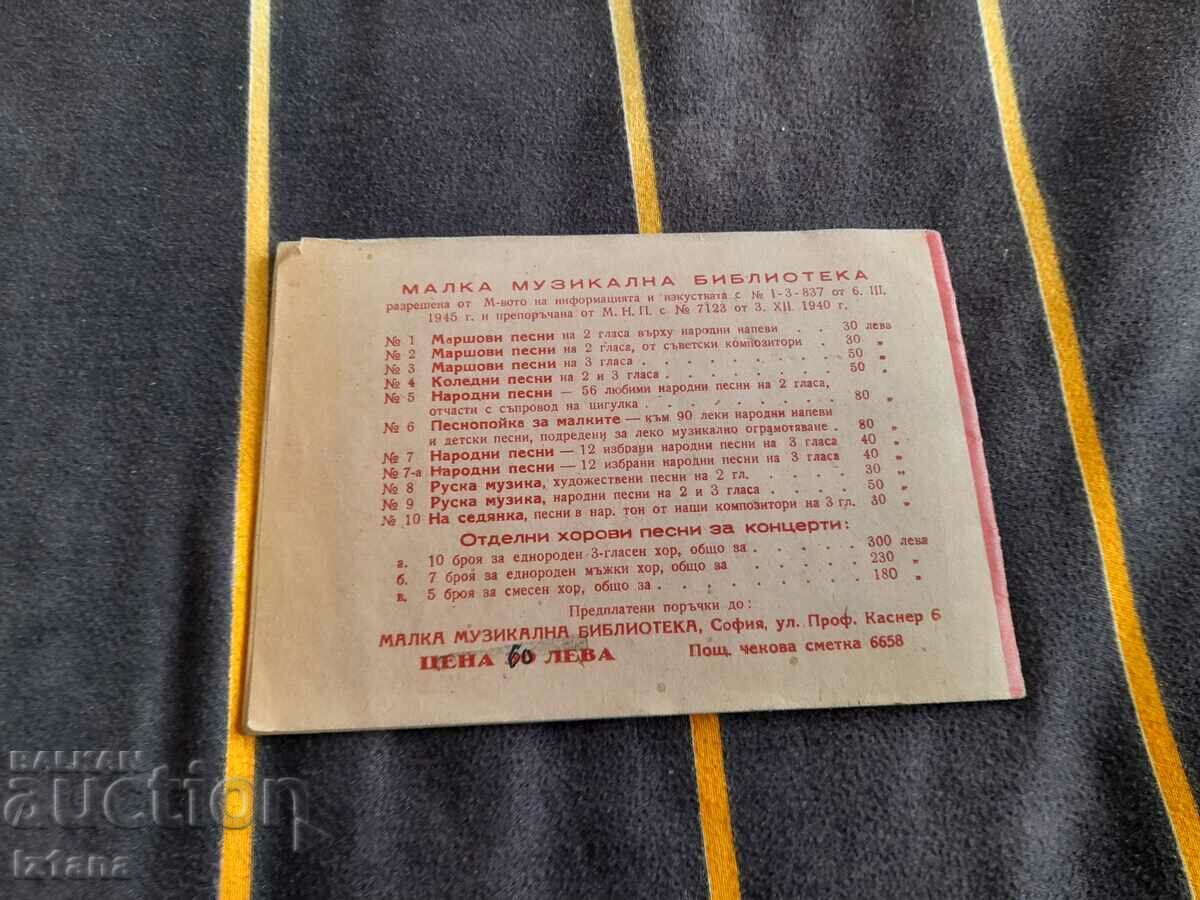 МАЛКА МУЗИКАЛНА БИБЛИОТЕКА
разрешена от М-вото на информацията и изкуствата с № 1-3-837 от 6. III.
1945 г. и препоръчана от М. Н. П. с № 7123 от 3. XII. 1940 г.
№ 1 Маршови песни на 2 гласа върху народни напеви . . 30 лева
№ 2 Маршови песни на 2 гласа, от съветски композитори . 30 „
№ 3 Маршови песни на 3 гласа . . . . . . . . 50 „
№ 4 Коледни песни на 2 и 3 гласа . . . . . . . 50 „
№ 5 Народни песни — 56 любими народни песни на 2 гласа,
отчасти с съпровод на цигулка . . . . . . . 80 „
№ 6 Песнопойка за малките — към 90 леки народни напеви
и детски песни, подредени за леко музикално ограмотяване . 80 „
№ 7 Народни песни — 12 избрани народни песни на 3 гласа 40 „
№ 7-а Народни песни — 12 избрани народни песни на 3 гласа 40 „
№ 8 Руска музика, художествени песни на 2 гл. . . . . 30 „
№ 9 Руска музика, народни песни на 2 и 3 гласа . . . . 50 „
№ 10 На седянка, песни в нар. тон от наши композитори на 3 гл. 30 „
Отделни хорови песни за концерти:
а. 10 броя за еднороден 3-гласен хор, общо за . . . . . 300 лева
б. 7 броя за еднороден мъжки хор, общо за . . . . . 230 „
в. 5 броя за смесен хор, общо за . . . . . . . 180 „
Предплатени поръчки до:
МАЛКА МУЗИКАЛНА БИБЛИОТЕКА, София, ул. Проф. Каснер 6
ЦЕНА 60 ЛЕВА Пощ. чекова сметка 6658
BALKAN
auction
iztana